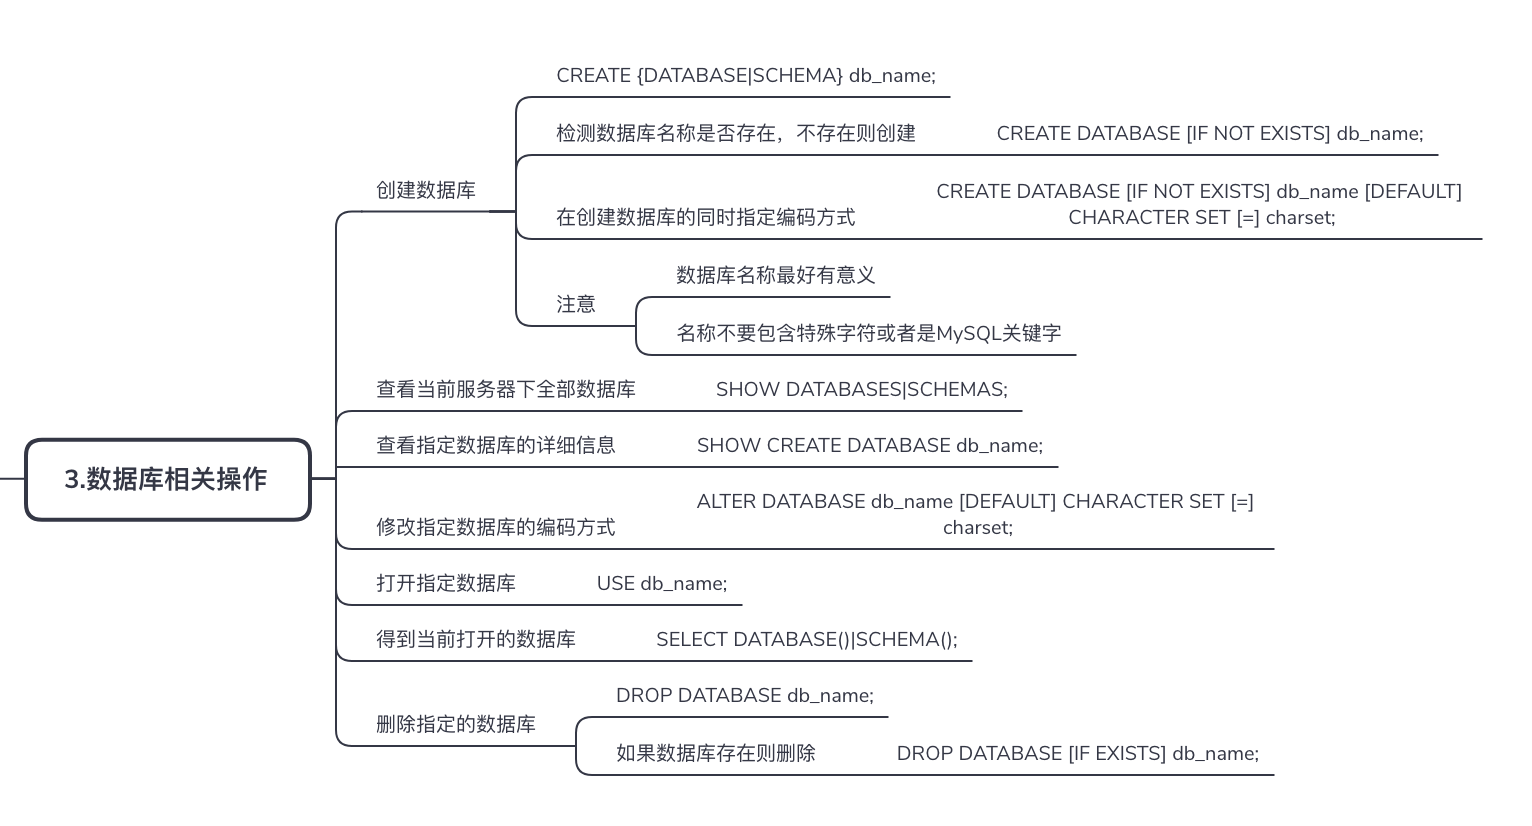 3.数据库相关操作
创建数据库
CREATE {DATABASE|SCHEMA} db_name;
检测数据库名称是否存在，不存在则创建
CREATE DATABASE [IF NOT EXISTS] db_name;
在创建数据库的同时指定编码方式
CREATE DATABASE [IF NOT EXISTS] db_name [DEFAULT]
CHARACTER SET [=] charset;
注意
数据库名称最好有意义
名称不要包含特殊字符或者是MySQL关键字
查看当前服务器下全部数据库
SHOW DATABASES|SCHEMAS;
查看指定数据库的详细信息
SHOW CREATE DATABASE db_name;
修改指定数据库的编码方式
ALTER DATABASE db_name [DEFAULT] CHARACTER SET [=]
charset;
打开指定数据库
USE db_name;
得到当前打开的数据库
SELECT DATABASE()|SCHEMA();
删除指定的数据库
DROP DATABASE db_name;
如果数据库存在则删除
DROP DATABASE [IF EXISTS] db_name;